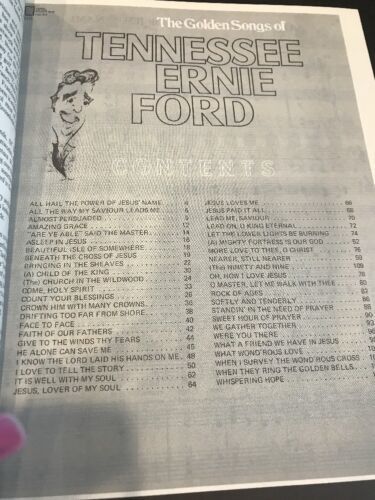 The Golden Songs of
TENNESSEE
ERNIE
FORD
CONTENTS
ALL HAIL THE POWER OF JESUS' NAME
ALL THE WAY MY SAVIOUR LEADS ME
ALMOST PERSUADED
AMAZING GRACE 12
"ARE YE ABLE" SAID THE MASTER 14
ASLEEP IN JESUS 16
BEAUTIFUL ISLE OF SOMEWHERE 18
BENEATH THE CROSS OF JESUS 19
BRINGING IN THE SHEAVES 22
(A) CHILD OF THE KING 30
(The) CHURCH IN THE WILDWOOD 24
COME, HOLY SPIRIT 33
COUNT YOUR BLESSINGS 26
CROWN HIM WITH MANY CROWNS 36
DRIFTING TOO FAR FROM SHORE 38
FACE TO FACE 40
FAITH OF OUR FATHERS 42
GIVE TO THE WINDS THY FEARS 44
HE ALONE CAN SAVE ME 45
I KNOW THE LORD LAID HIS HANDS ON ME 48
I LOVE TO TELL THE STORY 50
IT IS WELL WITH MY SOUL 62
JESUS, LOVER OF MY SOUL 64
JESUS LOVES ME 66
JESUS PAID IT ALL 68
LEAD ME, SAVIOUR 70
LEAD ON, O KING ETERNAL 72
LET THE LOWER LIGHTS BE BURNING 74
(A) MIGHTY FORTRESS IS OUR GOD 52
MORE LOVE TO THEE, O CHRIST 76
NEARER, STILL NEARER 59
(The) NINETY AND NINE 109
OH, HOW I LOVE JESUS 78
O MASTER, LET ME WALK WITH THEE 80
ROCK OF AGES 83
SOFTLY AND TENDERLY 86
STANDIN' IN THE NEED OF PRAYER 88
SWEET HOUR OF PRAYER 90
WE GATHER TOGETHER 93
WERE YOU THERE
WHAT A FRIEND WE HAVE IN JESUS
WHAT WOND'ROUS LOVE
WHEN I SURVEY THE WOND'ROUS CROSS
WHEN THEY RING THE GOLDEN BELLS
WHISPERING HOPE